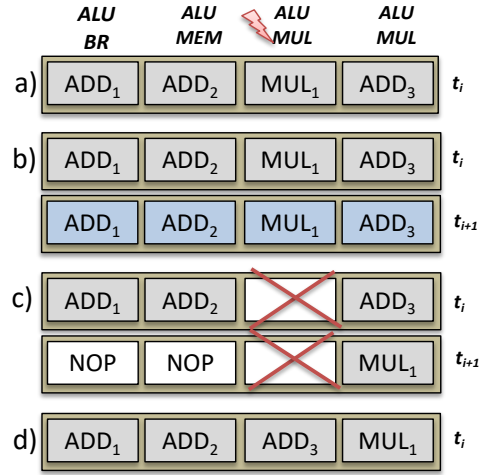 ALU ALU ALU ALU
BR MEM MUL MUL
a) ADD₁ ADD₂ MUL₁ ADD₃ tᵢ
b) ADD₁ ADD₂ MUL₁ ADD₃ tᵢ
ADD₁ ADD₂ MUL₁ ADD₃ tᵢ₊₁
c) ADD₁ ADD₂ ADD₃ tᵢ
NOP NOP MUL₁ tᵢ₊₁
d) ADD₁ ADD₂ ADD₃ MUL₁ tᵢ